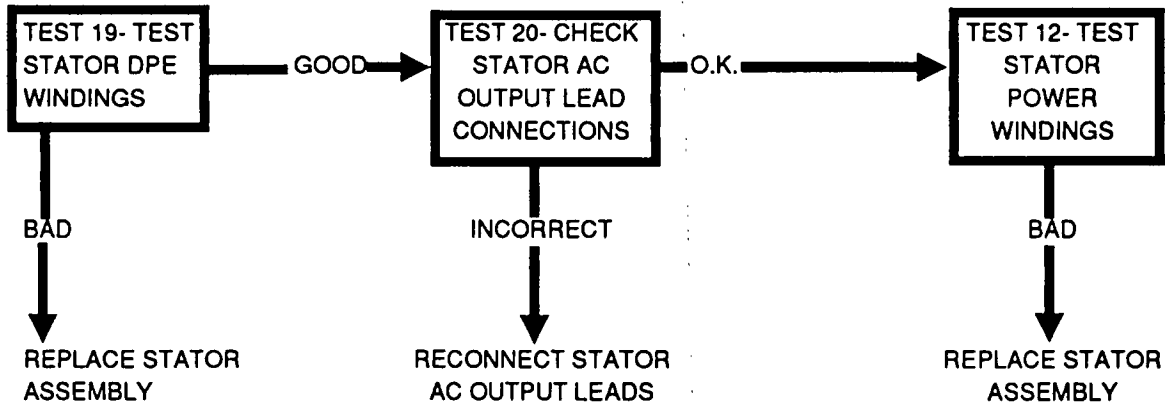 TEST 19- TEST
STATOR DPE
WINDINGS
GOOD
TEST 20- CHECK
STATOR AC
OUTPUT LEAD
CONNECTIONS
O.K.
TEST 12- TEST
STATOR
POWER
WINDINGS
BAD
INCORRECT
BAD
REPLACE STATOR
ASSEMBLY
RECONNECT STATOR
AC OUTPUT LEADS
REPLACE STATOR
ASSEMBLY